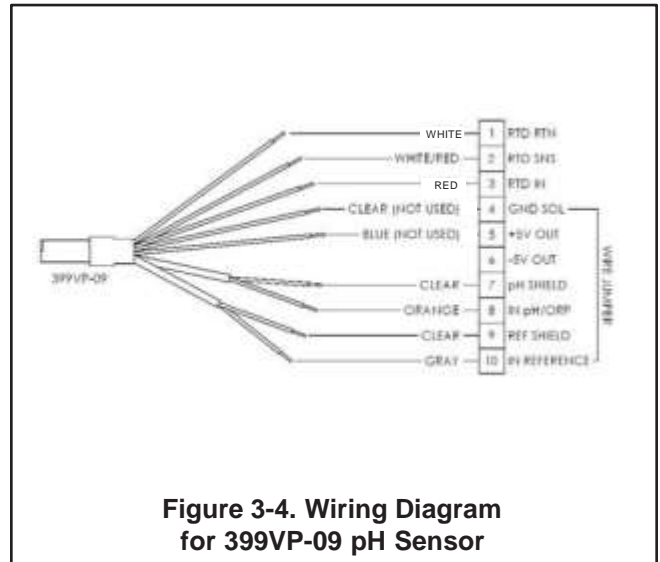 WHITE 1 RTD RTN
WHITE/RED 2 RTD SNS
RED 3 RTD IN
CLEAR (NOT USED) 4 GND SOL
BLUE (NOT USED) 5 +5V OUT
6 -5V OUT
399VP-09
CLEAR 7 pH SHIELD
ORANGE 8 IN pH/ORP
CLEAR 9 REF SHIELD
GRAY 10 IN REFERENCE
WIRE JUMPER
Figure 3-4. Wiring Diagram
for 399VP-09 pH Sensor